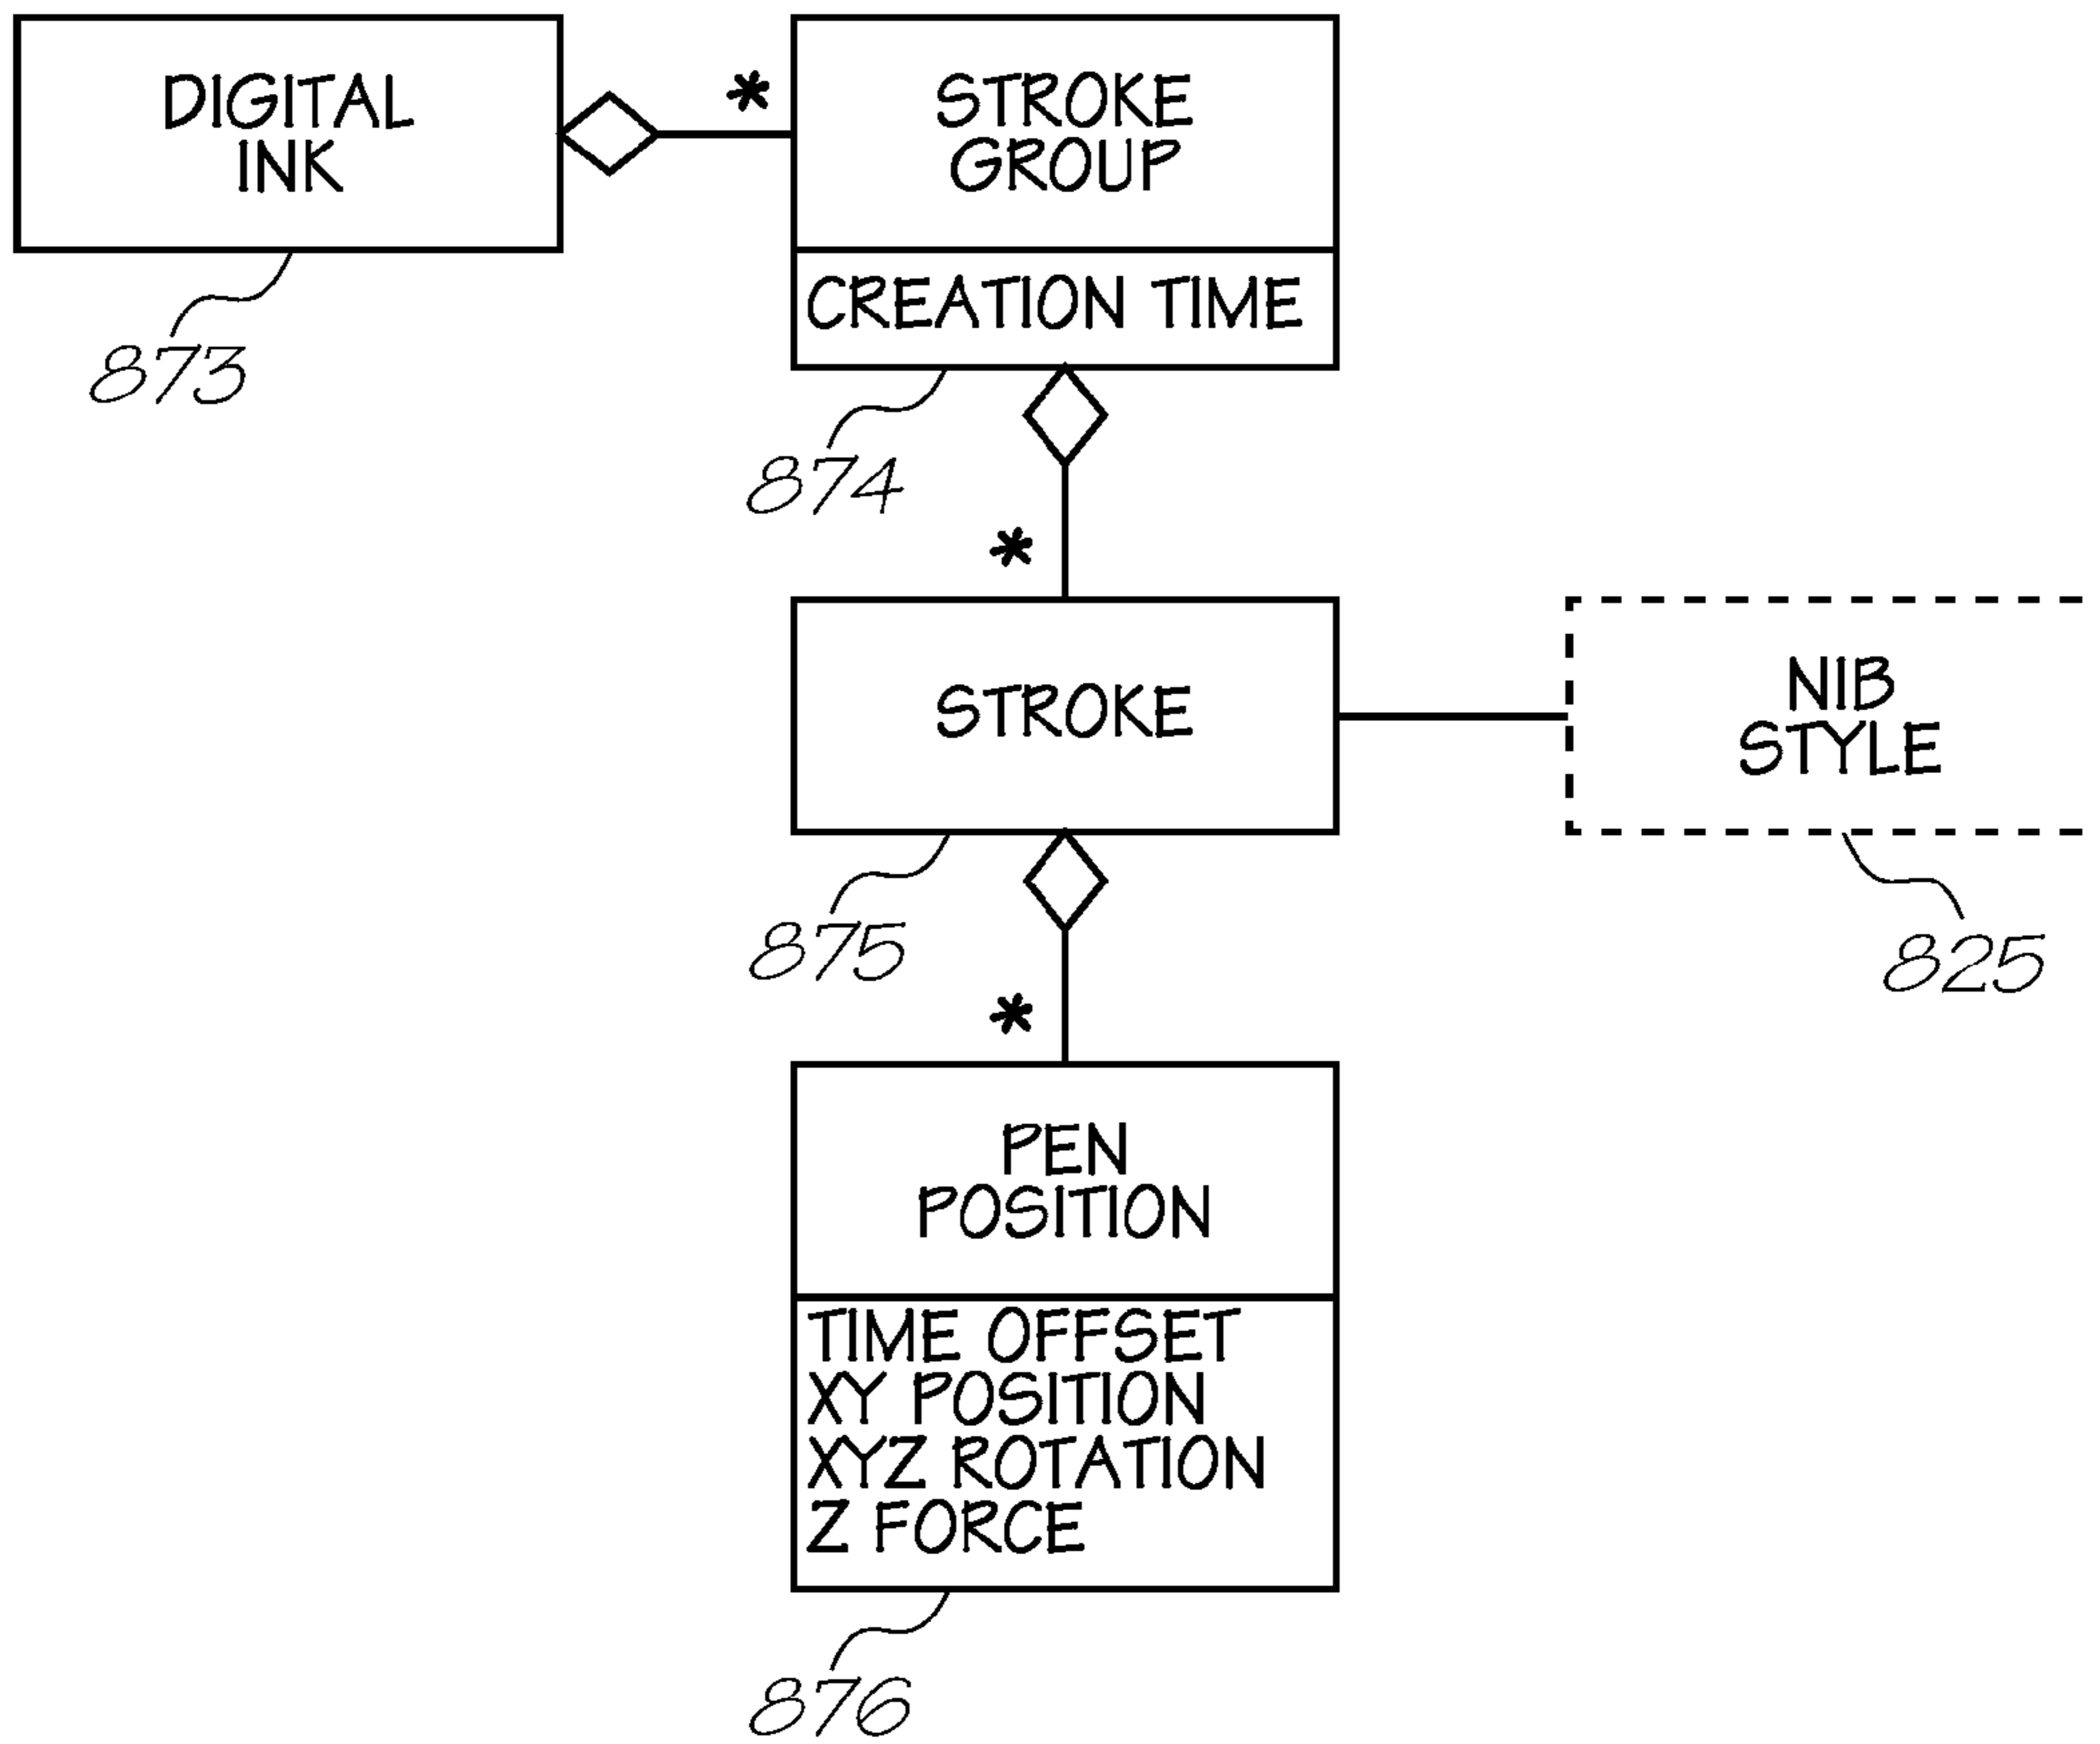 DIGITAL
INK
873
*
STROKE
GROUP
CREATION TIME
874
*
STROKE
875
NIB
STYLE
825
*
PEN
POSITION
TIME OFFSET
XY POSITION
XYZ ROTATION
Z FORCE
876